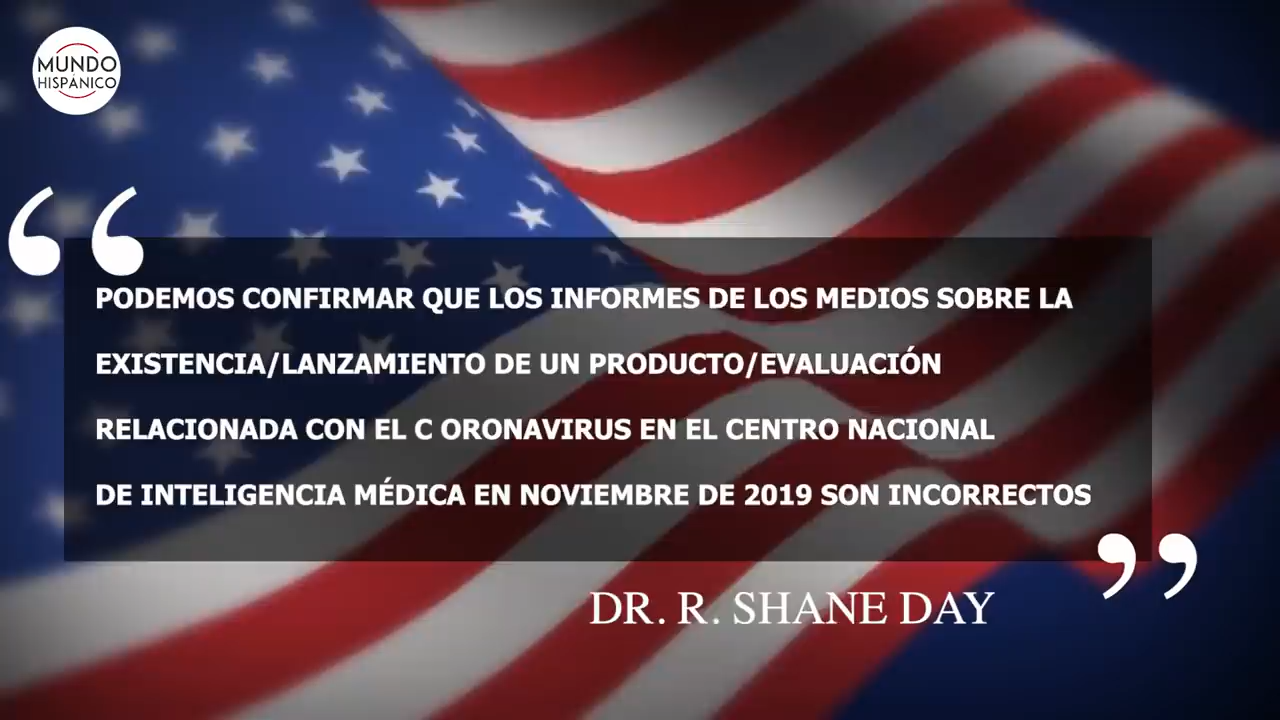 MUNDO
HISPÁNICO
“
PODEMOS CONFIRMAR QUE LOS INFORMES DE LOS MEDIOS SOBRE LA
EXISTENCIA/LANZAMIENTO DE UN PRODUCTO/EVALUACIÓN
RELACIONADA CON EL C ORONAVIRUS EN EL CENTRO NACIONAL
DE INTELIGENCIA MÉDICA EN NOVIEMBRE DE 2019 SON INCORRECTOS
”
DR. R. SHANE DAY